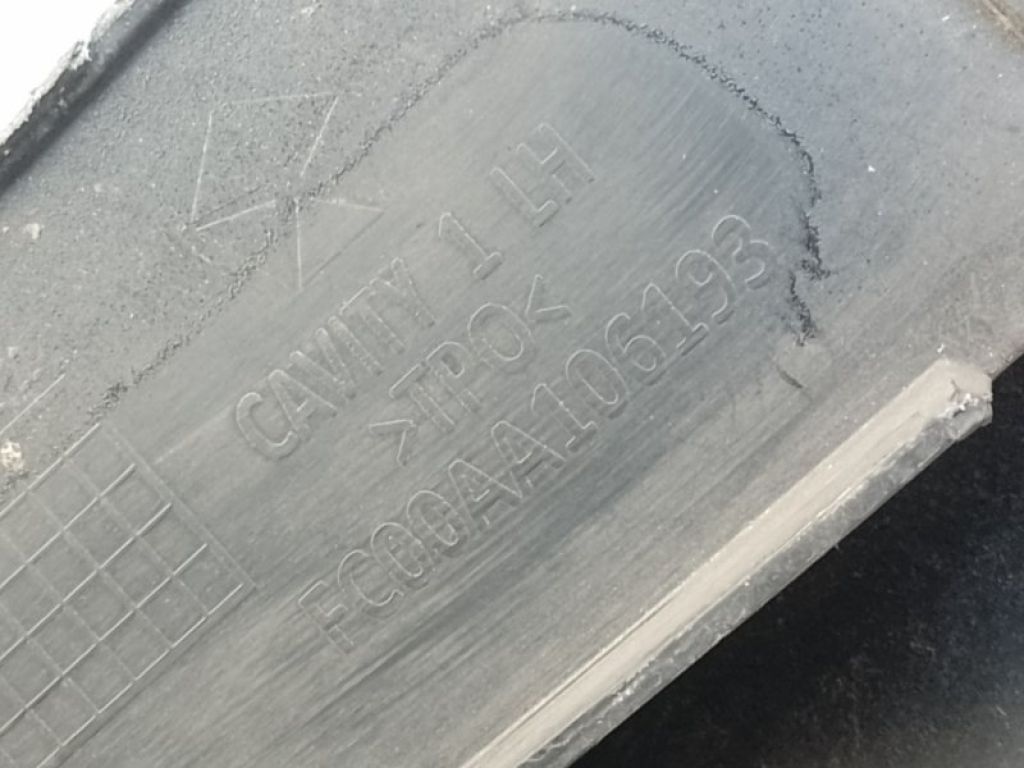 CAVITY 1 LH
>TPO<
FC00AA106193